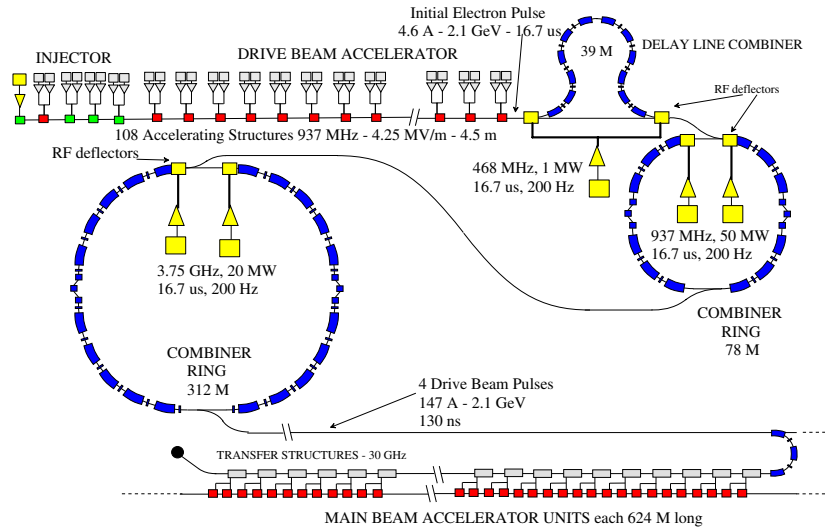 Initial Electron Pulse
4.6 A - 2.1 GeV - 16.7 us
INJECTOR
DRIVE BEAM ACCELERATOR
39 M
DELAY LINE COMBINER
RF deflectors
108 Accelerating Structures 937 MHz - 4.25 MV/m - 4.5 m
RF deflectors
468 MHz, 1 MW
16.7 us, 200 Hz
937 MHz, 50 MW
16.7 us, 200 Hz
3.75 GHz, 20 MW
16.7 us, 200 Hz
COMBINER
RING
78 M
COMBINER
RING
312 M
4 Drive Beam Pulses
147 A - 2.1 GeV
130 ns
TRANSFER STRUCTURES - 30 GHz
MAIN BEAM ACCELERATOR UNITS each 624 M long